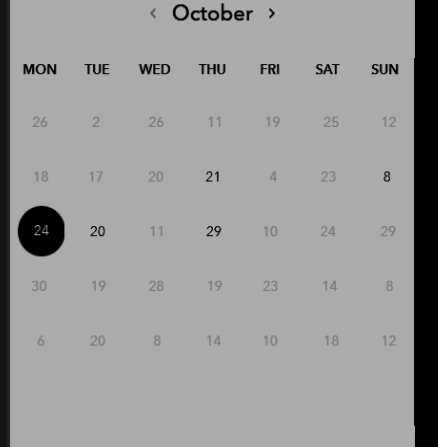 ‹ October ›
MON TUE WED THU FRI SAT SUN
26 2 26 11 19 25 12
18 17 20 21 4 23 8
24 20 11 29 10 24 29
30 19 28 19 23 14 8
6 20 8 14 10 18 12